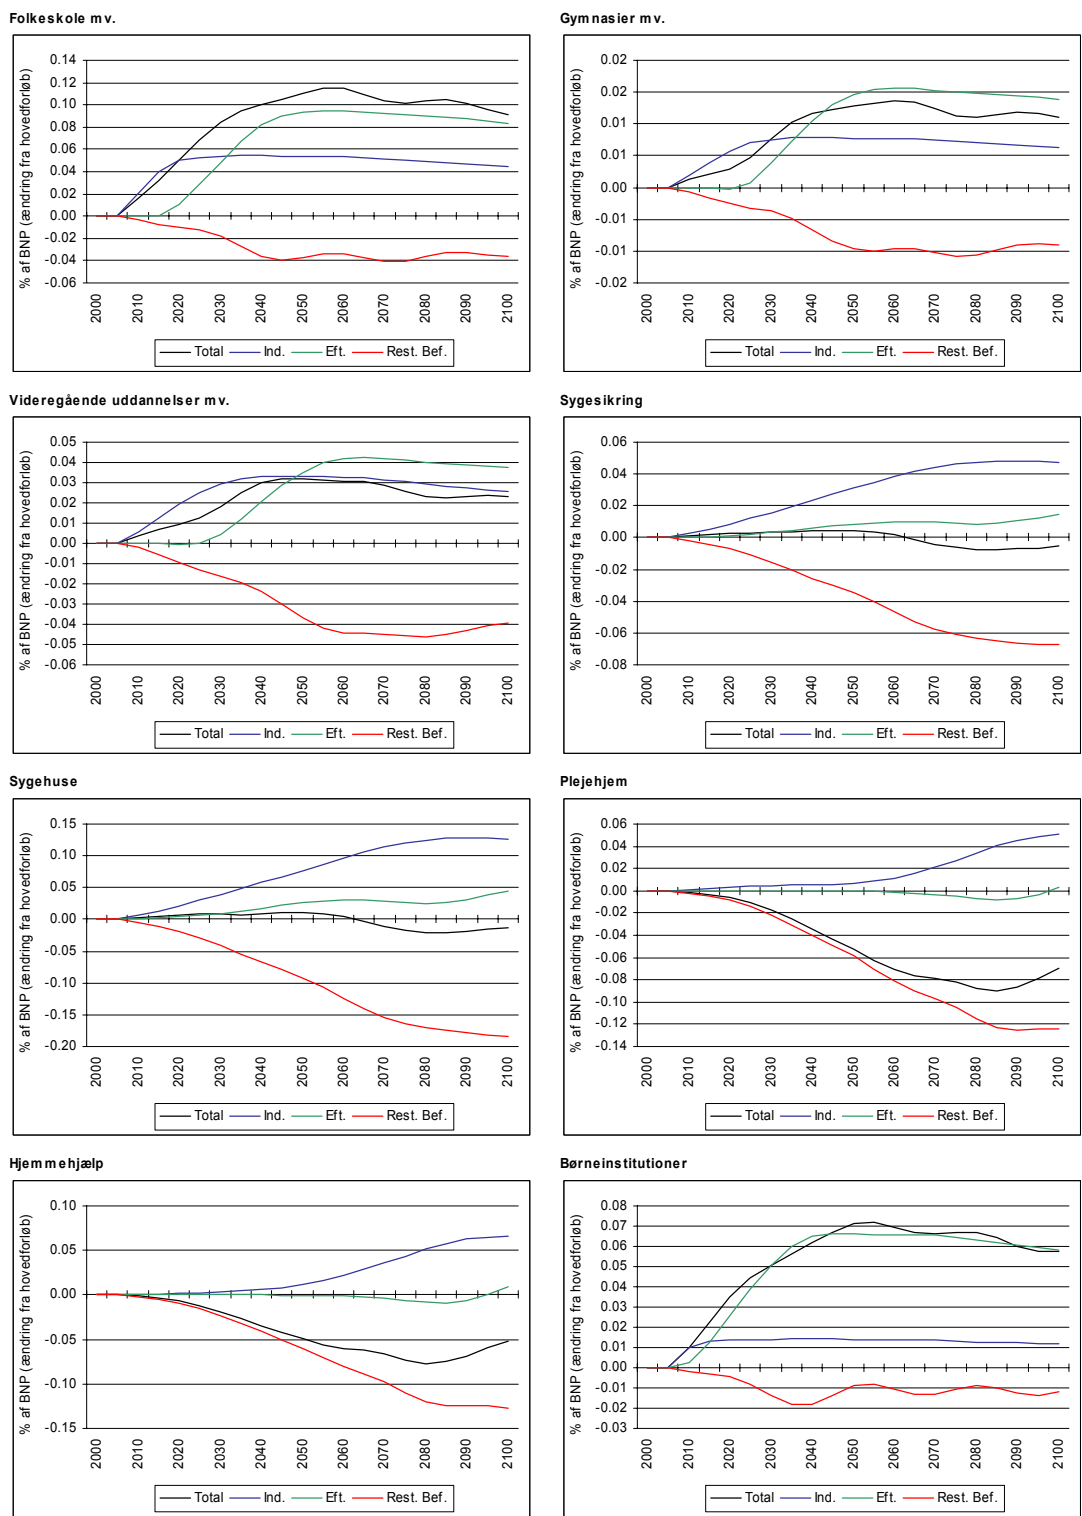 Folkeskole mv.
% af BNP (ændring fra hovedforløb)
0.14
0.12
0.10
0.08
0.06
0.04
0.02
0.00
-0.02
-0.04
-0.06
2000 2010 2020 2030 2040 2050 2060 2070 2080 2090 2100
Total Ind. Eft. Rest. Bef.
Gymnasier mv.
% af BNP (ændring fra hovedforløb)
0.02
0.02
0.01
0.01
0.00
-0.01
-0.01
-0.02
2000 2010 2020 2030 2040 2050 2060 2070 2080 2090 2100
Total Ind. Eft. Rest. Bef.
Videregående uddannelser mv.
% af BNP (ændring fra hovedforløb)
0.05
0.04
0.03
0.02
0.01
0.00
-0.01
-0.02
-0.03
-0.04
-0.05
-0.06
2000 2010 2020 2030 2040 2050 2060 2070 2080 2090 2100
Total Ind. Eft. Rest. Bef.
Sygesikring
% af BNP (ændring fra hovedforløb)
0.06
0.04
0.02
0.00
-0.02
-0.04
-0.06
-0.08
2000 2010 2020 2030 2040 2050 2060 2070 2080 2090 2100
Total Ind. Eft. Rest. Bef.
Sygehuse
% af BNP (ændring fra hovedforløb)
0.15
0.10
0.05
0.00
-0.05
-0.10
-0.15
-0.20
2000 2010 2020 2030 2040 2050 2060 2070 2080 2090 2100
Total Ind. Eft. Rest. Bef.
Plejehjem
% af BNP (ændring fra hovedforløb)
0.06
0.04
0.02
0.00
-0.02
-0.04
-0.06
-0.08
-0.10
-0.12
-0.14
2000 2010 2020 2030 2040 2050 2060 2070 2080 2090 2100
Total Ind. Eft. Rest. Bef.
Hjemmehjælp
% af BNP (ændring fra hovedforløb)
0.10
0.05
0.00
-0.05
-0.10
-0.15
2000 2010 2020 2030 2040 2050 2060 2070 2080 2090 2100
Total Ind. Eft. Rest. Bef.
Børneinstitutioner
% af BNP (ændring fra hovedforløb)
0.08
0.07
0.06
0.05
0.04
0.03
0.02
0.01
0.00
-0.01
-0.02
-0.03
2000 2010 2020 2030 2040 2050 2060 2070 2080 2090 2100
Total Ind. Eft. Rest. Bef.